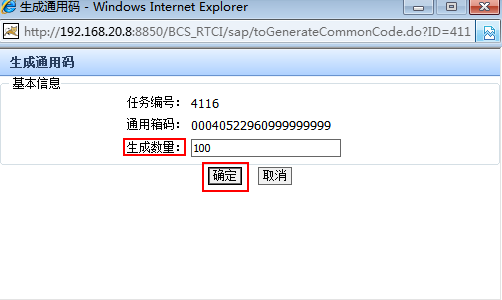 生成通用码 - Windows Internet Explorer
http://192.168.20.8:8850/BCS_RTCI/sap/toGenerateCommonCode.do?ID=411
生成通用码
基本信息
任务编号: 4116
通用箱码: 00040522960999999999
生成数量: 100
确定 取消